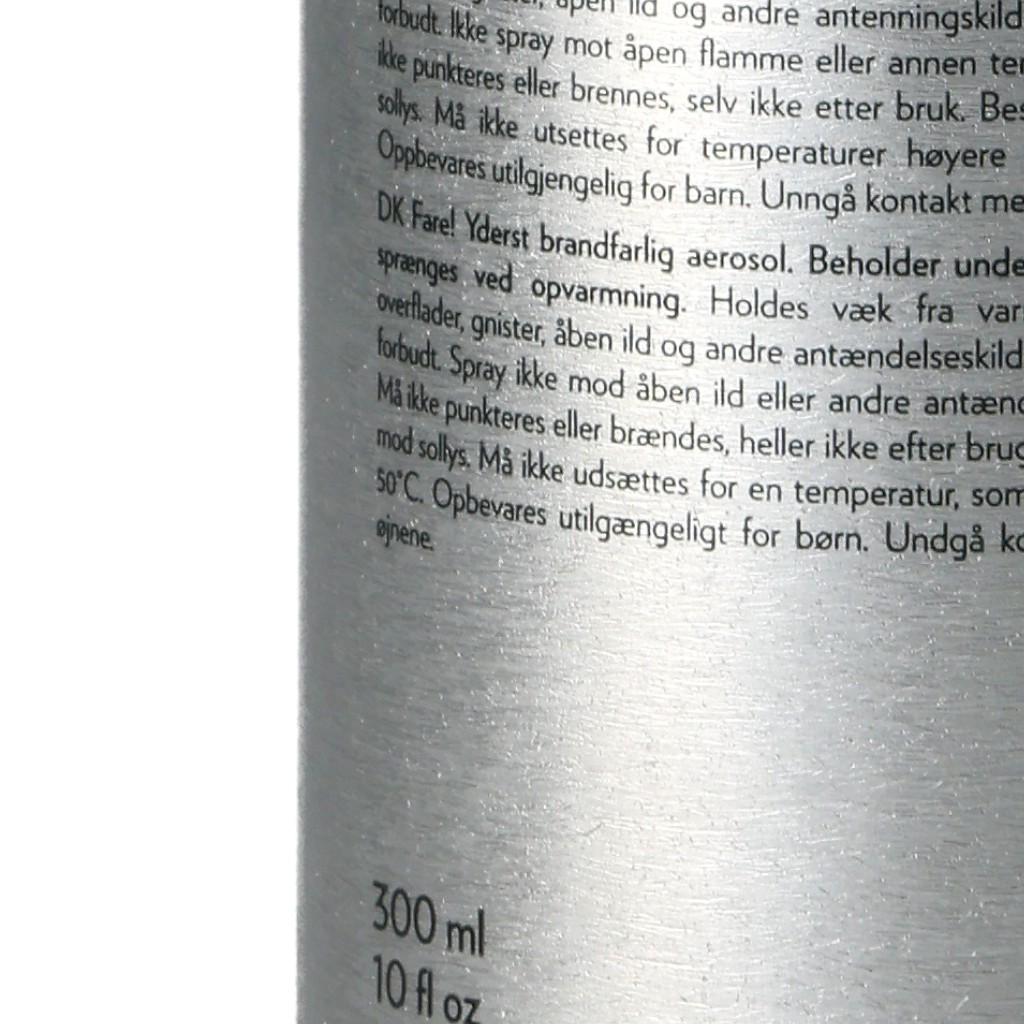 åpen ild og andre antenningskild
forbudt. Ikke spray mot åpen flamme eller annen
ikke punkteres eller brennes, selv ikke etter bruk.
sollys. Må ikke utsettes for temperaturer høyere
Oppbevares utilgjengelig for barn. Unngå kontakt me
DK Fare! Yderst brandfarlig aerosol. Beholder unde
sprænges ved opvarmning. Holdes væk fra var
overflader, gnister, åben ild og andre antændelseskild
forbudt. Spray ikke mod åben ild eller andre antænd
Må ikke punkteres eller brændes, heller ikke efter brug
mod sollys. Må ikke udsættes for en temperatur, som
50°C. Opbevares utilgængeligt for børn. Undgå ko
øjnene.
300 ml
10 fl oz